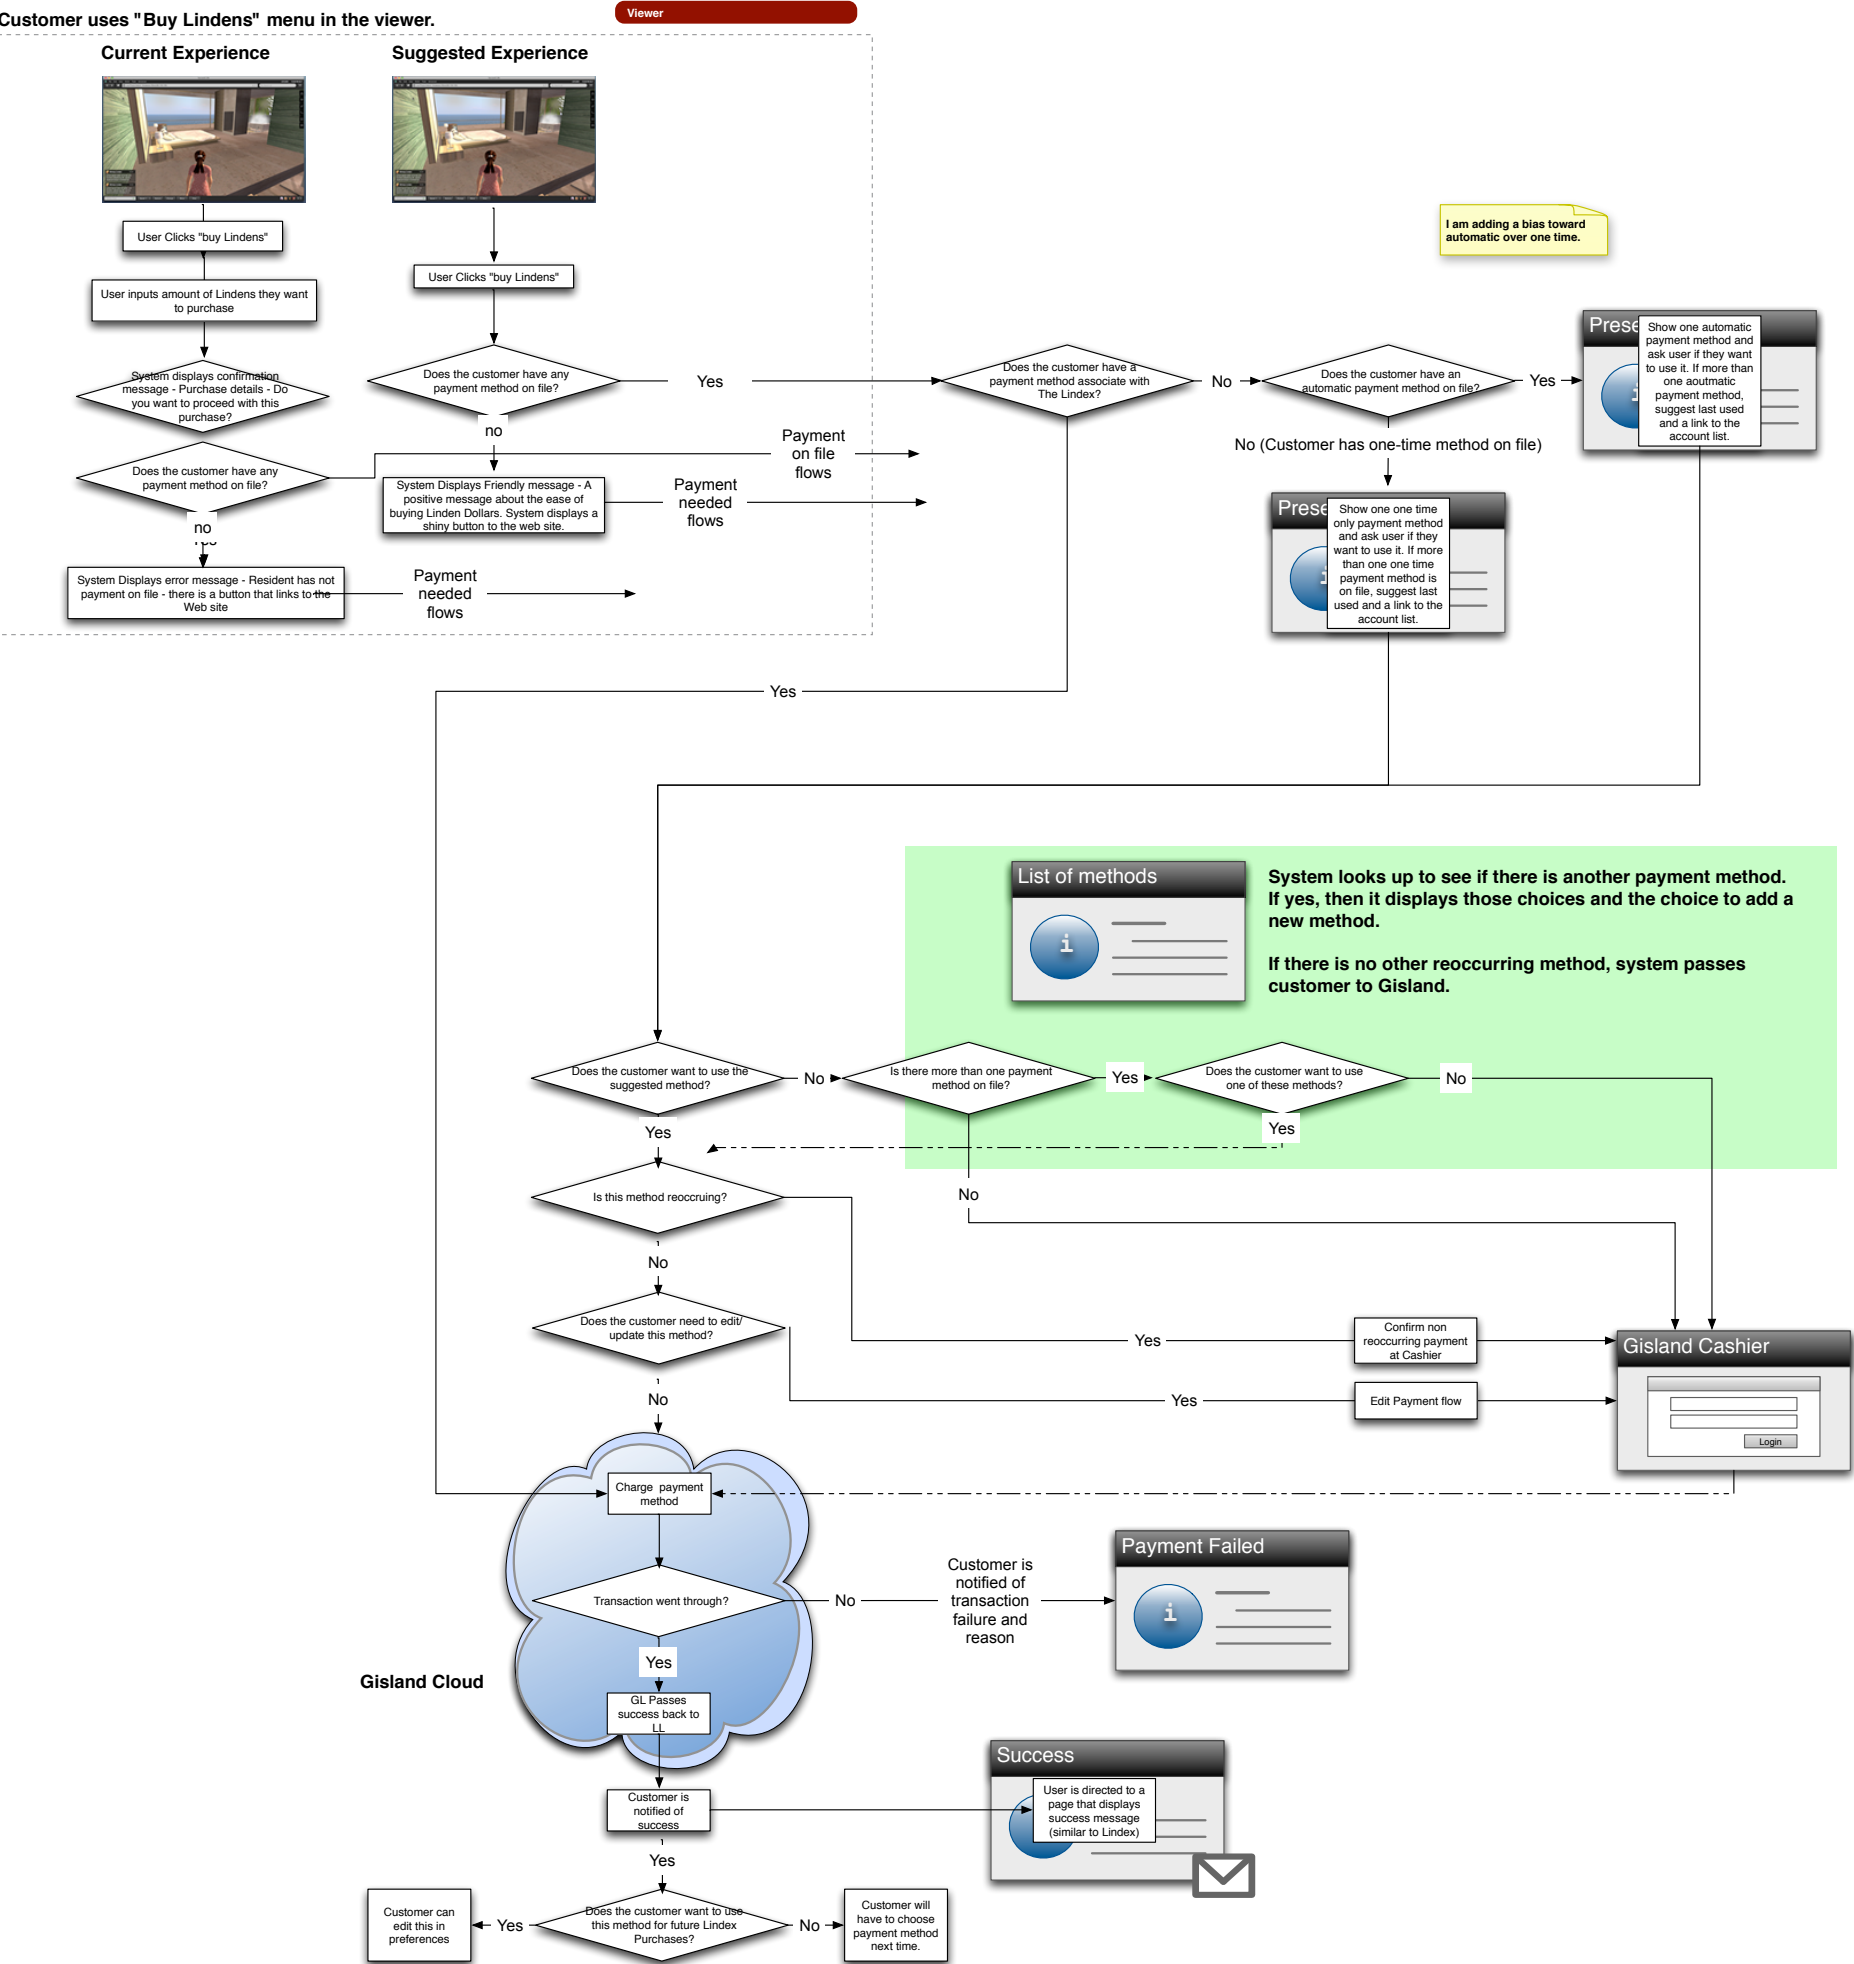 Customer uses "Buy Lindens" menu in the viewer.
Viewer
Current Experience
Suggested Experience
User Clicks "buy Lindens"
User inputs amount of Lindens they want
to purchase
System displays confirmation
message - Purchase details - Do
you want to proceed with this
purchase?
Does the customer have any
payment method on file?
no
Yes
System Displays error message - Resident has not
payment on file - there is a button that links to the
Web site
Payment
needed
flows
User Clicks "buy Lindens"
Does the customer have any
payment method on file?
Yes
no
System Displays Friendly message - A
positive message about the ease of
buying Linden Dollars. System displays a
shiny button to the web site.
Payment
on file
flows
Payment
needed
flows
I am adding a bias toward
automatic over one time.
Does the customer have a
payment method associate with
The Lindex?
No
Does the customer have an
automatic payment method on file?
Yes
Prese
Show one automatic
payment method and
ask user if they want
to use it. If more than
one aoutmatic
payment method,
suggest last used
and a link to the
account list.
i
No (Customer has one-time method on file)
Prese
Show one one time
only payment method
and ask user if they
want to use it. If more
than one one time
payment method is
on file, suggest last
used and a link to the
account list.
i
Yes
List of methods
i
System looks up to see if there is another payment method.
If yes, then it displays those choices and the choice to add a
new method.
If there is no other reoccurring method, system passes
customer to Gisland.
Does the customer want to use the
suggested method?
No
Is there more than one payment
method on file?
Yes
Does the customer want to use
one of these methods?
No
Yes
Yes
Is this method reoccruing?
No
No
Does the customer need to edit/
update this method?
Yes
Confirm non
reoccurring payment
at Cashier
Gisland Cashier
Login
No
Yes
Edit Payment flow
Charge payment
method
Transaction went through?
No
Customer is
notified of
transaction
failure and
reason
Payment Failed
i
Yes
Gisland Cloud
GL Passes
success back to
LL
Customer is
notified of
success
Success
User is directed to a
page that displays
success message
(similar to Lindex)
Yes
Customer can
edit this in
preferences
Yes
Does the customer want to use
this method for future Lindex
Purchases?
No
Customer will
have to choose
payment method
next time.